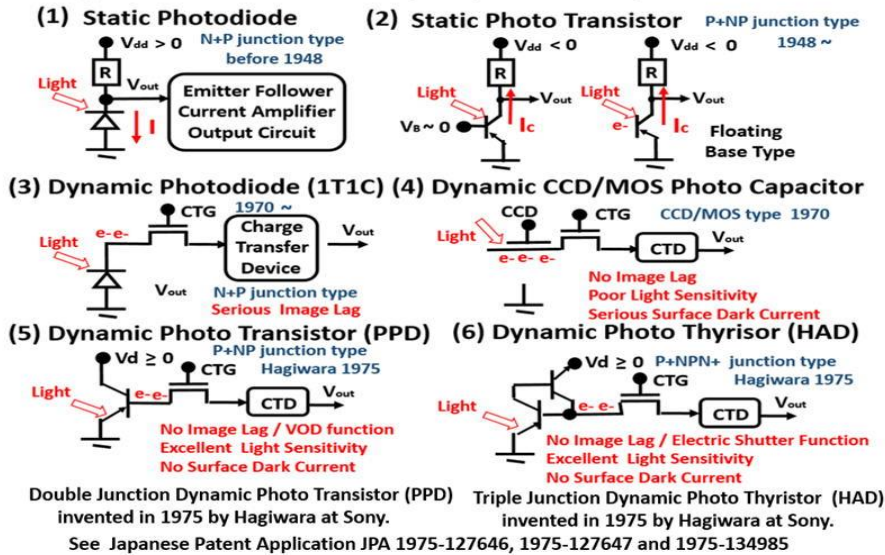 (1) Static Photodiode
Vdd > 0
N+P junction type
before 1948
R
Light
Vout
I
Emitter Follower
Current Amplifier
Output Circuit
(2) Static Photo Transistor
P+NP junction type
1948 ~
Vdd < 0
Vdd < 0
R
R
Light
Light
Vout
Vout
VB ~ 0
Ic
e-
Ic
Floating
Base Type
(3) Dynamic Photodiode (1T1C)
CTG
1970 ~
e- e-
Light
Charge
Transfer
Device
Vout
Vout
N+P junction type
Serious Image Lag
(4) Dynamic CCD/MOS Photo Capacitor
CCD
CTG
CCD/MOS type 1970
Light
e- e- e-
CTD
Vout
No Image Lag
Poor Light Sensitivity
Serious Surface Dark Current
(5) Dynamic Photo Transistor (PPD)
Vd ≥ 0
P+NP junction type
Hagiwara 1975
CTG
e- e-
Light
CTD
Vout
No Image Lag / VOD function
Excellent Light Sensitivity
No Surface Dark Current
Double Junction Dynamic Photo Transistor (PPD)
invented in 1975 by Hagiwara at Sony.
(6) Dynamic Photo Thyrisor (HAD)
Vd ≥ 0
P+NPN+ junction type
Hagiwara 1975
CTG
e- e-
Light
CTD
Vout
No Image Lag / Electric Shutter Function
Excellent Light Sensitivity
No Surface Dark Current
Triple Junction Dynamic Photo Thyristor (HAD)
invented in 1975 by Hagiwara at Sony.
See Japanese Patent Application JPA 1975-127646, 1975-127647 and 1975-134985